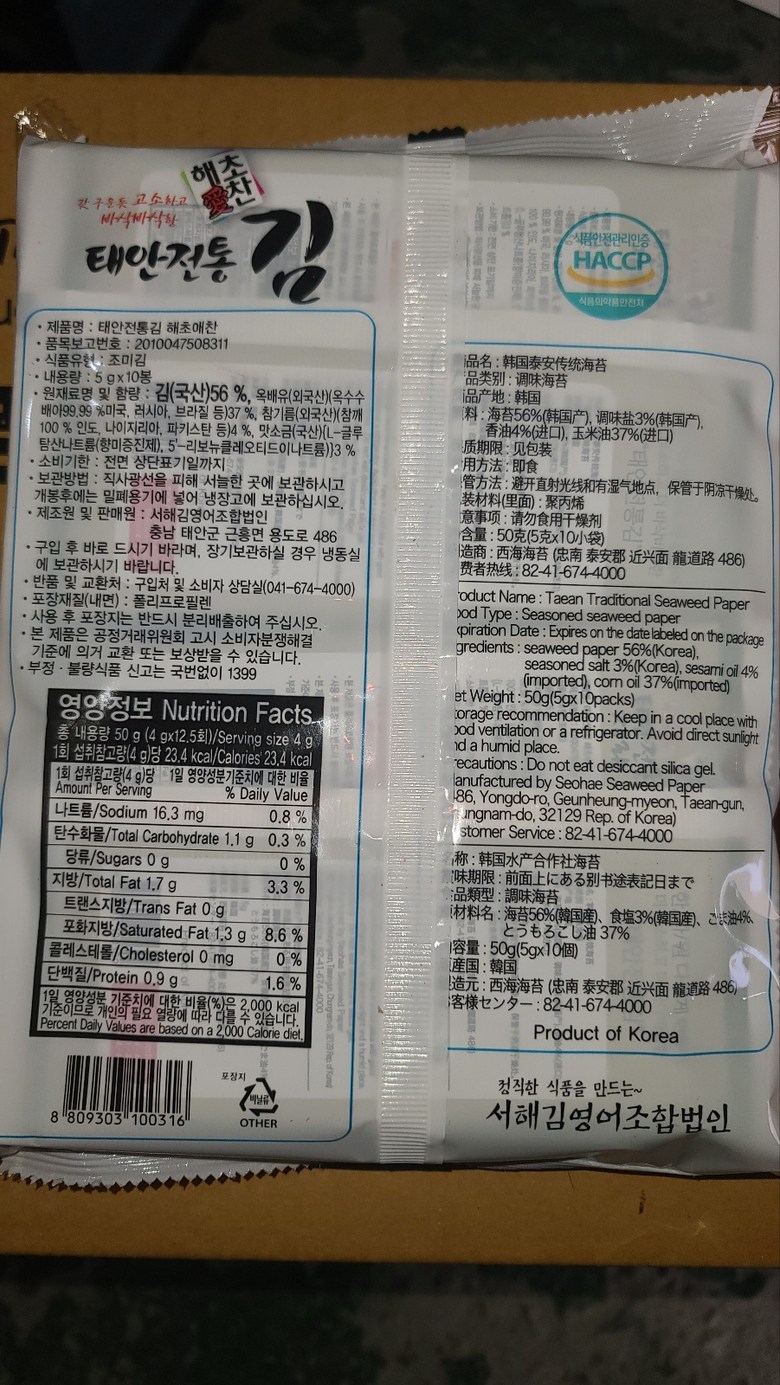 해초
愛찬
갓 구운듯 고소하고
바삭바삭한
태안전통 김
식품안전관리인증
HACCP
식품의약품안전처
· 제품명 : 태안전통김 해초애찬
· 품목보고번호 : 2010047508311
· 식품유형 : 조미김
· 내용량 : 5 g x 10봉
· 원재료명 및 함량 : 김(국산)56 %, 옥배유(외국산)(옥수수
배아99.99 %미국, 러시아, 브라질 등)37 %, 참기름(외국산)(참깨
100 % 인도, 나이지리아, 파키스탄 등)4 %, 맛소금(국산){L-글루
탐산나트륨(향미증진제), 5'-리보뉴클레오티드이나트륨)}3 %
· 소비기한 : 전면 상단표기일까지
· 보관방법 : 직사광선을 피해 서늘한 곳에 보관하시고
개봉후에는 밀폐용기에 넣어 냉장고에 보관하십시오.
· 제조원 및 판매원 : 서해김영어조합법인
충남 태안군 근흥면 용도로 486
· 구입 후 바로 드시기 바라며, 장기보관하실 경우 냉동실
에 보관하시기 바랍니다.
· 반품 및 교환처 : 구입처 및 소비자 상담실(041-674-4000)
· 포장재질(내면) : 폴리프로필렌
· 사용 후 포장지는 반드시 분리배출하여 주십시오.
· 본 제품은 공정거래위원회 고시 소비자분쟁해결
기준에 의거 교환 또는 보상받을 수 있습니다.
· 부정 · 불량식품 신고는 국번없이 1399
영양정보 Nutrition Facts
총 내용량 50 g (4 gx12.5회)/Serving size 4 g
1회 섭취참고량(4 g)당 23.4 kcal/Calories 23.4 kcal
1회 섭취참고량(4 g)당 1일 영양성분기준치에 대한 비율
Amount Per Serving % Daily Value
나트륨/Sodium 16.3 mg 0.8 %
탄수화물/Total Carbohydrate 1.1 g 0.3 %
당류/Sugars 0 g 0 %
지방/Total Fat 1.7 g 3.3 %
트랜스지방/Trans Fat 0 g
포화지방/Saturated Fat 1.3 g 8.6 %
콜레스테롤/Cholesterol 0 mg 0 %
단백질/Protein 0.9 g 1.6 %
1일 영양성분 기준치에 대한 비율(%)은 2,000 kcal
기준이므로 개인의 필요 열량에 따라 다를 수 있습니다.
Percent Daily Values are based on a 2,000 Calorie diet.
8 809303 100316
포장지
비닐류
OTHER
品名 : 韩国泰安传统海苔
品类别 : 调味海苔
品产地 : 韩国
料 : 海苔56%(韩国产), 调味盐3%(韩国产),
香油4%(进口), 玉米油37%(进口)
质期限 : 见包装
用方法 : 即食
管方法 : 避开直射光线和有湿气地点, 保管于阴凉干燥处。
装材料(里面) : 聚丙烯
意事项 : 请勿食用干燥剂
含量 : 50克(5克x10小袋)
造商 : 西海海苔 (忠南 泰安郡 近兴面 龍道路 486)
费者热线 : 82-41-674-4000
roduct Name : Taean Traditional Seaweed Paper
ood Type : Seasoned seaweed paper
xpiration Date : Expires on the date labeled on the package
gredients : seaweed paper 56%(Korea),
seasoned salt 3%(Korea), sesami oil 4%
(imported), corn oil 37%(imported)
et Weight : 50g(5gx10packs)
torage recommendation : Keep in a cool place with
ood ventilation or a refrigerator. Avoid direct sunlight
nd a humid place.
recautions : Do not eat desiccant silica gel.
anufactured by Seohae Seaweed Paper
86, Yongdo-ro, Geunheung-myeon, Taean-gun,
ungnam-do, 32129 Rep. of Korea)
stomer Service : 82-41-674-4000
称 : 韓国水产合作社海苔
味期限 : 前面上にある别书途表記日まで
品類型 : 調味海苔
材料名 : 海苔56%(韓国産)、食塩3%(韓国産)、ごま油4%、
とうもろこし油 37%
容量 : 50g(5gx10個)
産国 : 韓国
造元 : 西海海苔 (忠南 泰安郡 近兴面 龍道路 486)
客様センター : 82-41-674-4000
Product of Korea
정직한 식품을 만드는~
서해김영어조합법인